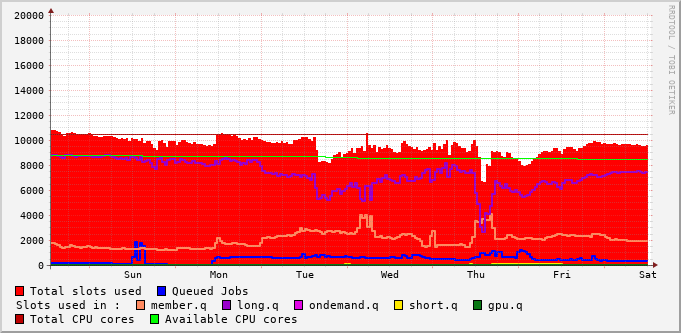 20000
18000
16000
14000
12000
10000
8000
6000
4000
2000
0
Sun Mon Tue Wed Thu Fri Sat
Total slots used Queued Jobs
Slots used in : member.q long.q ondemand.q short.q gpu.q
Total CPU cores Available CPU cores
RRDTOOL / TOBI OETIKER